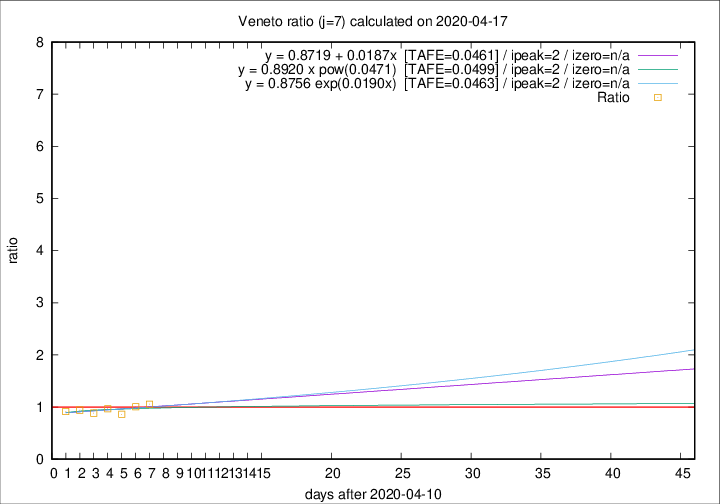 Veneto ratio (j=7) calculated on 2020-04-17
y = 0.8719 + 0.0187x [TAFE=0.0461] / ipeak=2 / izero=n/a
y = 0.8920 x pow(0.0471) [TAFE=0.0499] / ipeak=2 / izero=n/a
y = 0.8756 exp(0.0190x) [TAFE=0.0463] / ipeak=2 / izero=n/a
Ratio
8
7
6
5
4
3
2
1
0
ratio
0 1 2 3 4 5 6 7 8 9 10 11 12 13 14 15 20 25 30 35 40 45
days after 2020-04-10